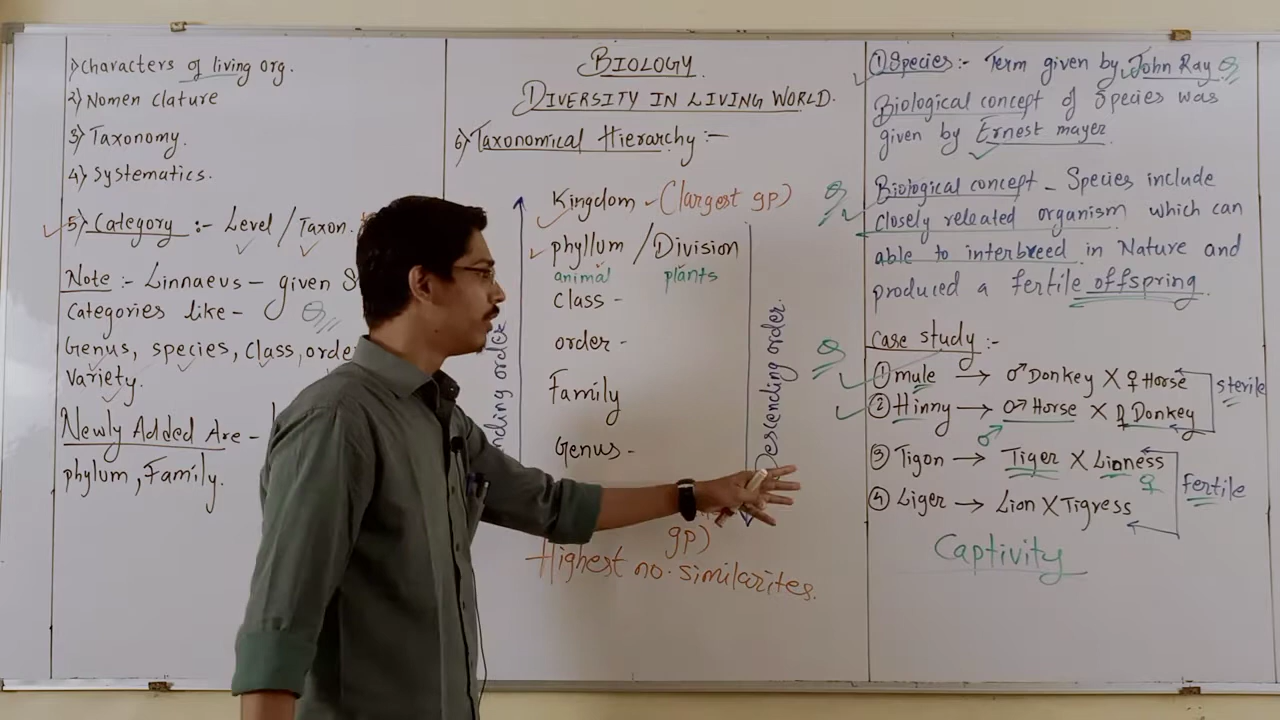 1) Characters of living org.
2) Nomen clature
3) Taxonomy.
4) Systematics.
5) Category :- Level / Taxon.
Note :- Linnaeus - given
Categories like -
Genus, species, Class, order
Variety.
Newly Added Are -
phylum, Family.
BIOLOGY
DIVERSITY IN LIVING WORLD.
6) Taxonomical Hierarchy :-
Kingdom - (largest gp)
phyllum / Division
animal plants
Class -
order -
Family
Genus -
gp)
Highest no. similarites.
Descending order.
① Species :- Term given by John Ray Q
Biological concept of Species was
given by Ernest mayer
Q Biological concept - Species include
closely releated organism which can
able to interbreed in Nature and
produced a fertile offspring.
Q Case study :-
① mule → ♂ Donkey X ♀ Horse
② Hinny → ♂ Horse X ♀ Donkey
sterile
③ Tigon → ♂ Tiger X Lioness ♀
④ Liger → Lion X Tigress
fertile
Captivity